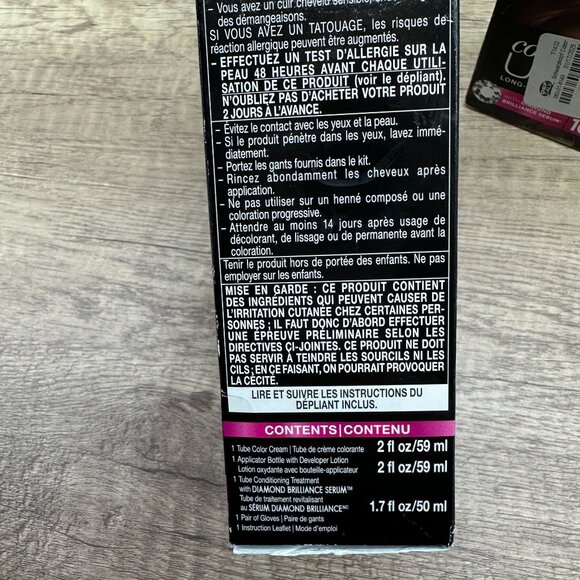 - Vous avez un cuir chevelu sensible,
des démangeaisons.
SI VOUS AVEZ UN TATOUAGE, les risques de
réaction allergique peuvent être augmentés.
- EFFECTUEZ UN TEST D'ALLERGIE SUR LA
PEAU 48 HEURES AVANT CHAQUE UTILI-
SATION DE CE PRODUIT (voir le dépliant).
N'OUBLIEZ PAS D'ACHETER VOTRE PRODUIT
2 JOURS À L'AVANCE.
- Évitez le contact avec les yeux et la peau.
- Si le produit pénètre dans les yeux, lavez immé-
diatement.
- Portez les gants fournis dans le kit.
- Rincez abondamment les cheveux après
application.
- Ne pas utiliser sur un henné composé ou une
coloration progressive.
- Attendre au moins 14 jours après usage de
décolorant, de lissage ou de permanente avant la
coloration.
Tenir le produit hors de portée des enfants. Ne pas
employer sur les enfants.
MISE EN GARDE : CE PRODUIT CONTIENT
DES INGRÉDIENTS QUI PEUVENT CAUSER DE
L'IRRITATION CUTANÉE CHEZ CERTAINES PER-
SONNES ; IL FAUT DONC D'ABORD EFFECTUER
UNE ÉPREUVE PRÉLIMINAIRE SELON LES
DIRECTIVES CI-JOINTES. CE PRODUIT NE DOIT
PAS SERVIR À TEINDRE LES SOURCILS NI LES
CILS ; EN CE FAISANT, ON POURRAIT PROVOQUER
LA CÉCITÉ.
LIRE ET SUIVRE LES INSTRUCTIONS DU
DÉPLIANT INCLUS.
CONTENTS | CONTENU
1 Tube Color Cream | Tube de crème colorante 2 fl oz/59 ml
1 Applicator Bottle with Developer Lotion
Lotion oxydante avec bouteille-applicateur 2 fl oz/59 ml
1 Tube Conditioning Treatment
with DIAMOND BRILLIANCE SERUM™
Tube de traitement revitalisant
au SÉRUM DIAMOND BRILLIANCE MC 1.7 fl oz/50 ml
1 Pair of Gloves | Paire de gants
1 Instruction Leaflet | Mode d'emploi
BRILLIANCE SERUM